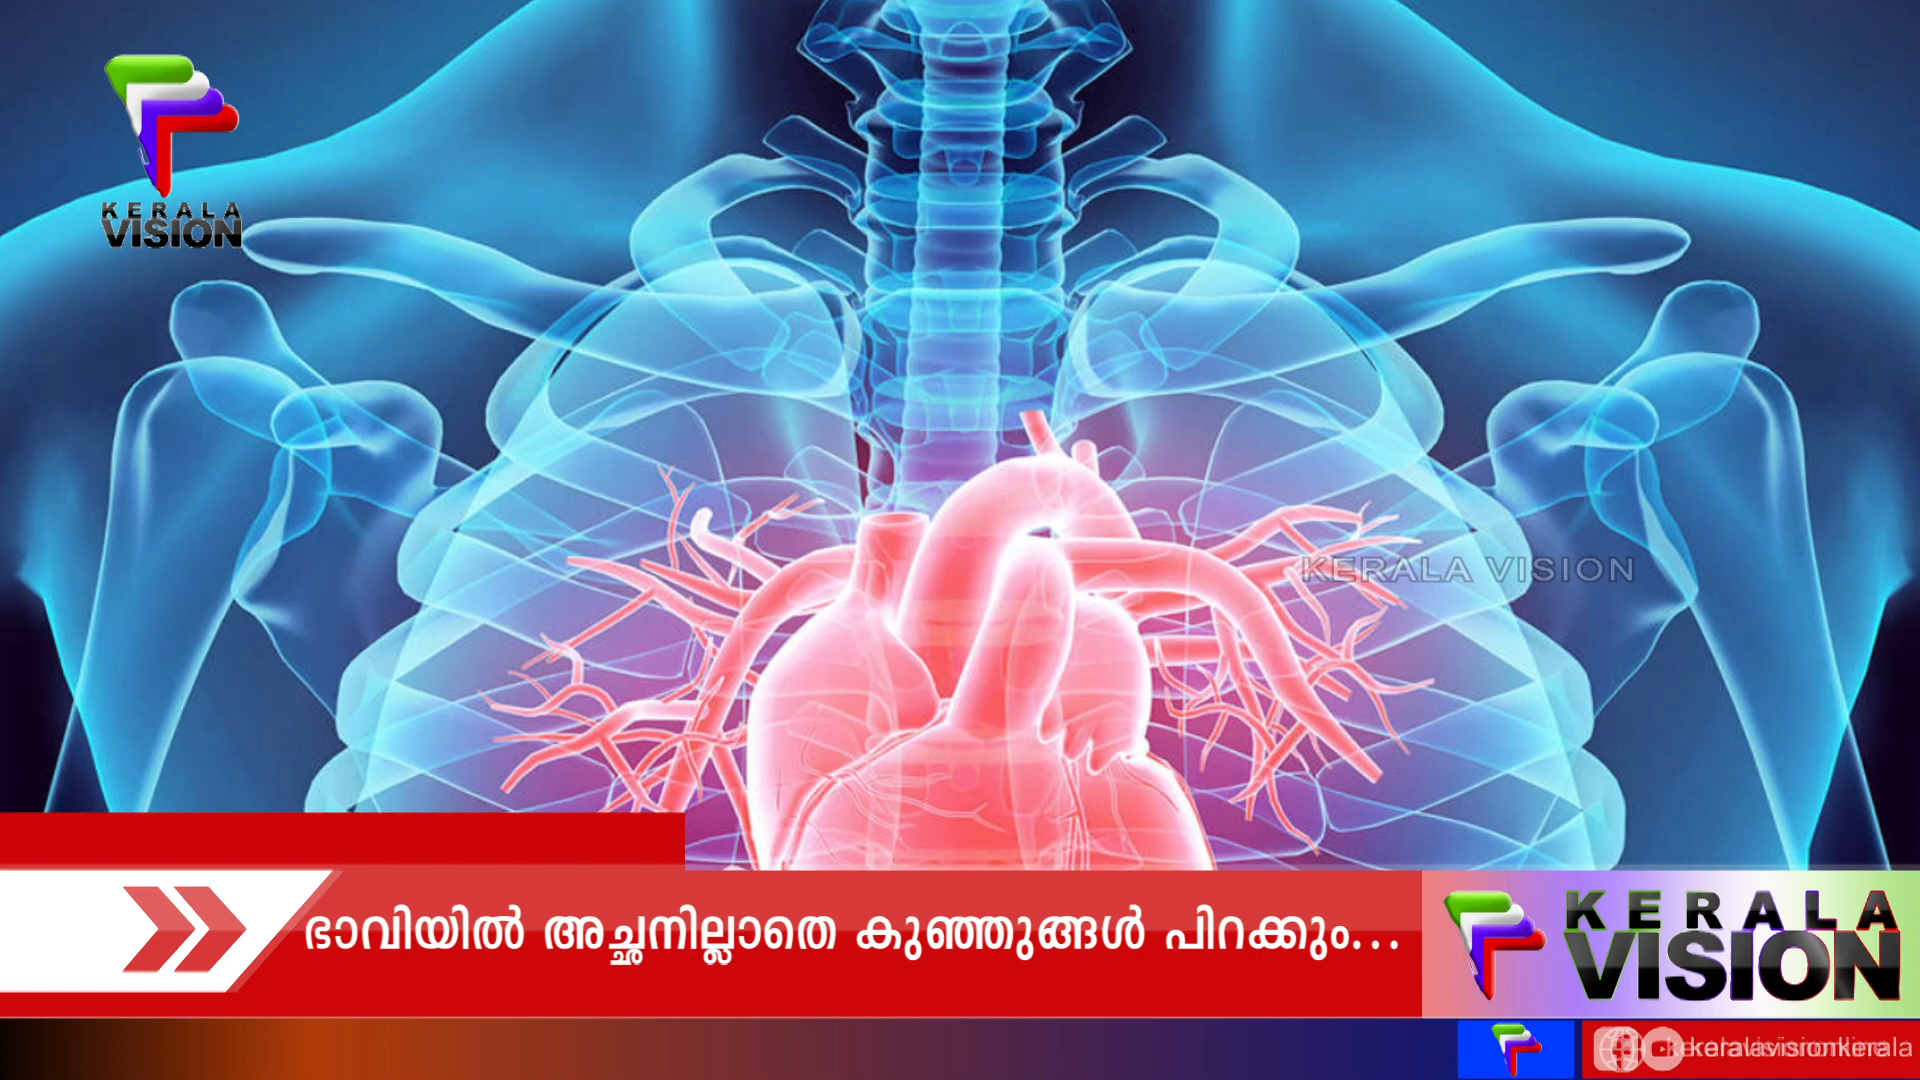 KERALA
VISION
KERALA VISION
ഭാവിയിൽ അച്ഛനില്ലാതെ കുഞ്ഞുങ്ങൾ പിറക്കും...
KERALA
VISION